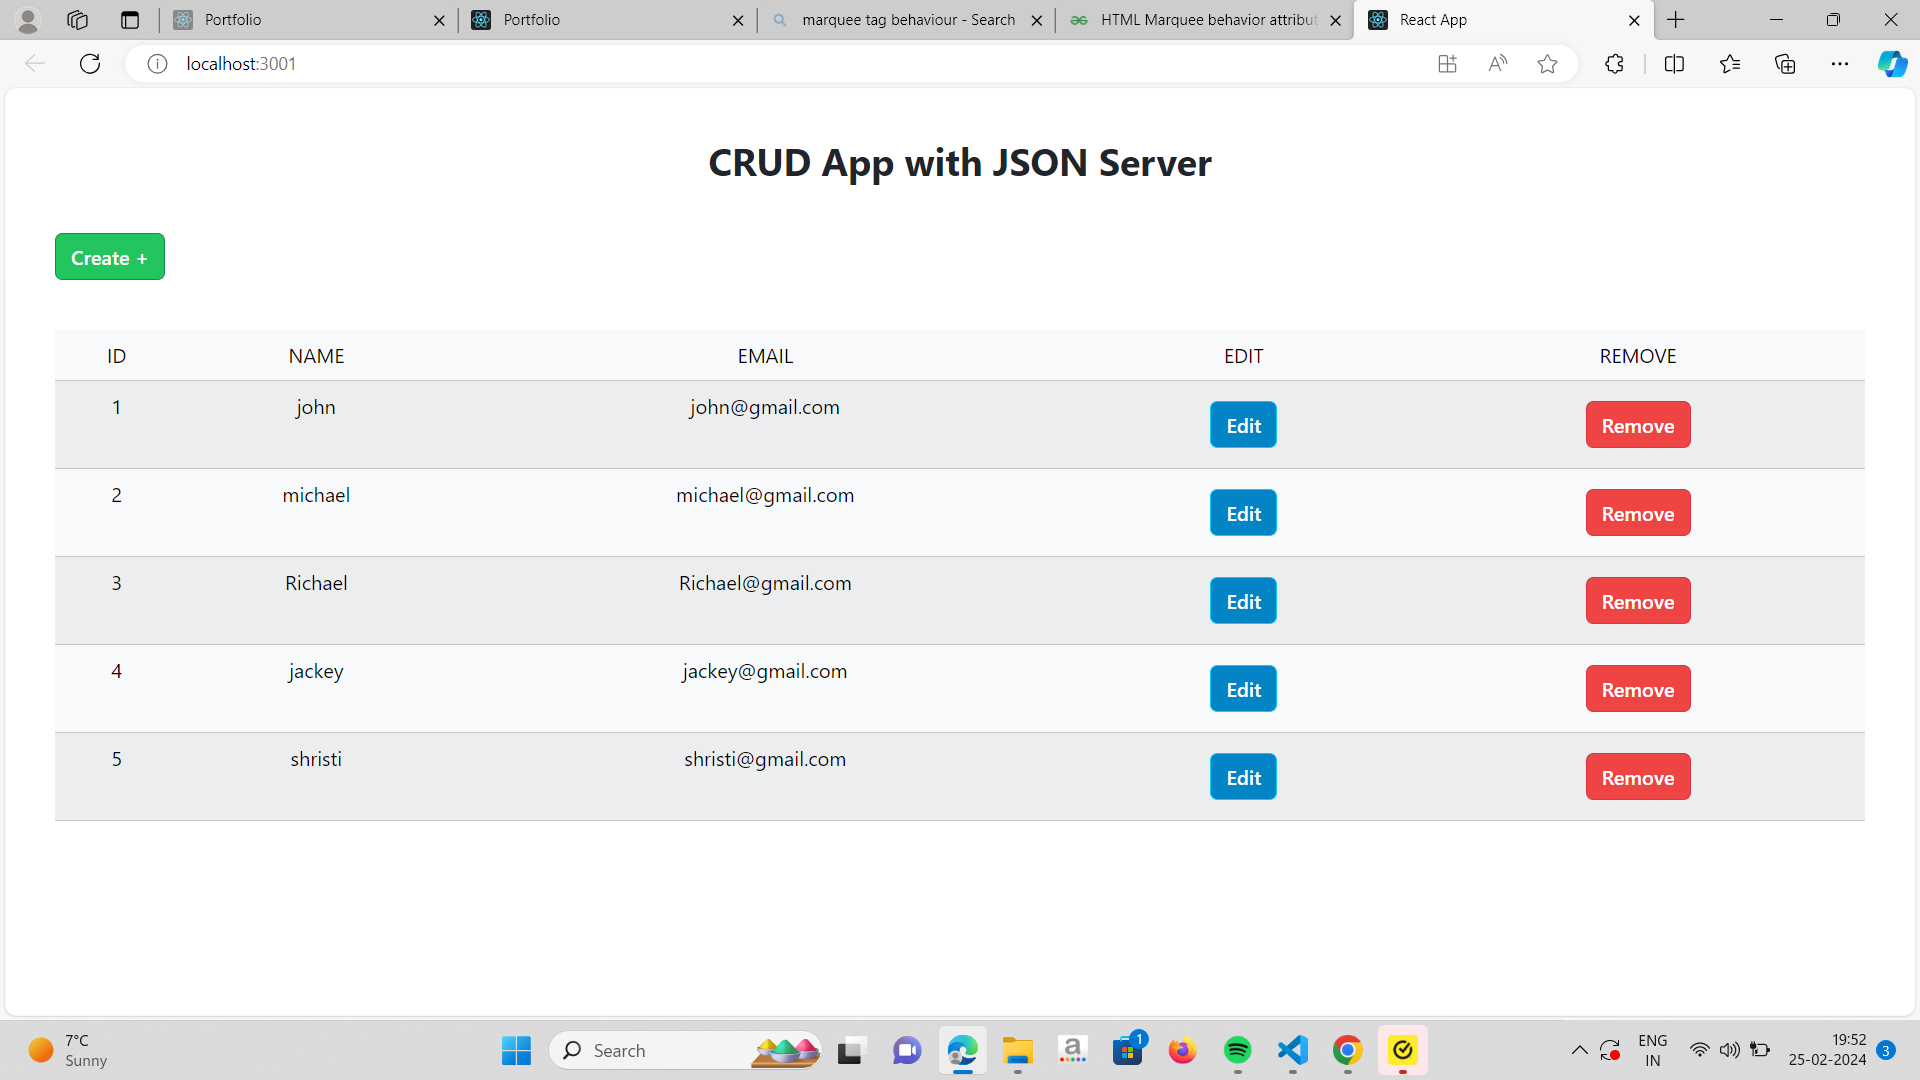 Portfolio
Portfolio
marquee tag behaviour - Search
HTML Marquee behavior attribut
React App
localhost:3001
CRUD App with JSON Server
Create +
ID NAME EMAIL EDIT REMOVE
1 john john@gmail.com Edit Remove
2 michael michael@gmail.com Edit Remove
3 Richael Richael@gmail.com Edit Remove
4 jackey jackey@gmail.com Edit Remove
5 shristi shristi@gmail.com Edit Remove
7°C
Sunny
Search
a
1
ENG
IN
19:52
25-02-2024
3